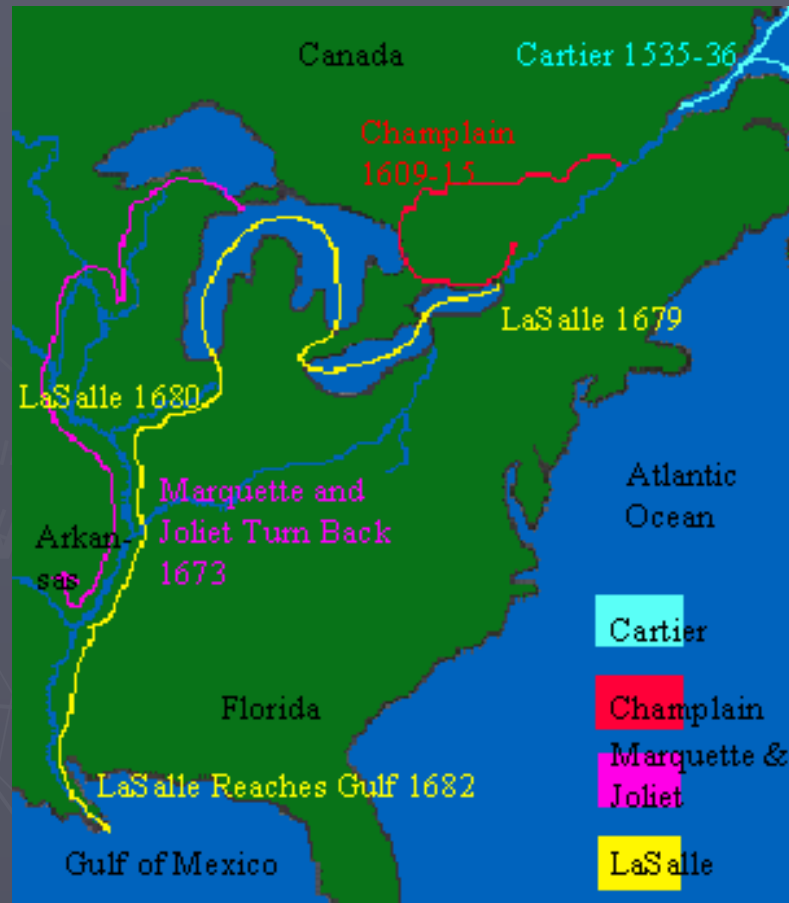 Canada
Cartier 1535-36
Champlain
1609-15
LaSalle 1679
LaSalle 1680
Marquette and
Joliet Turn Back
1673
Atlantic
Ocean
Arkan-
sas
Cartier
Florida
Champlain
Marquette &
Joliet
LaSalle Reaches Gulf 1682
Gulf of Mexico
LaSalle